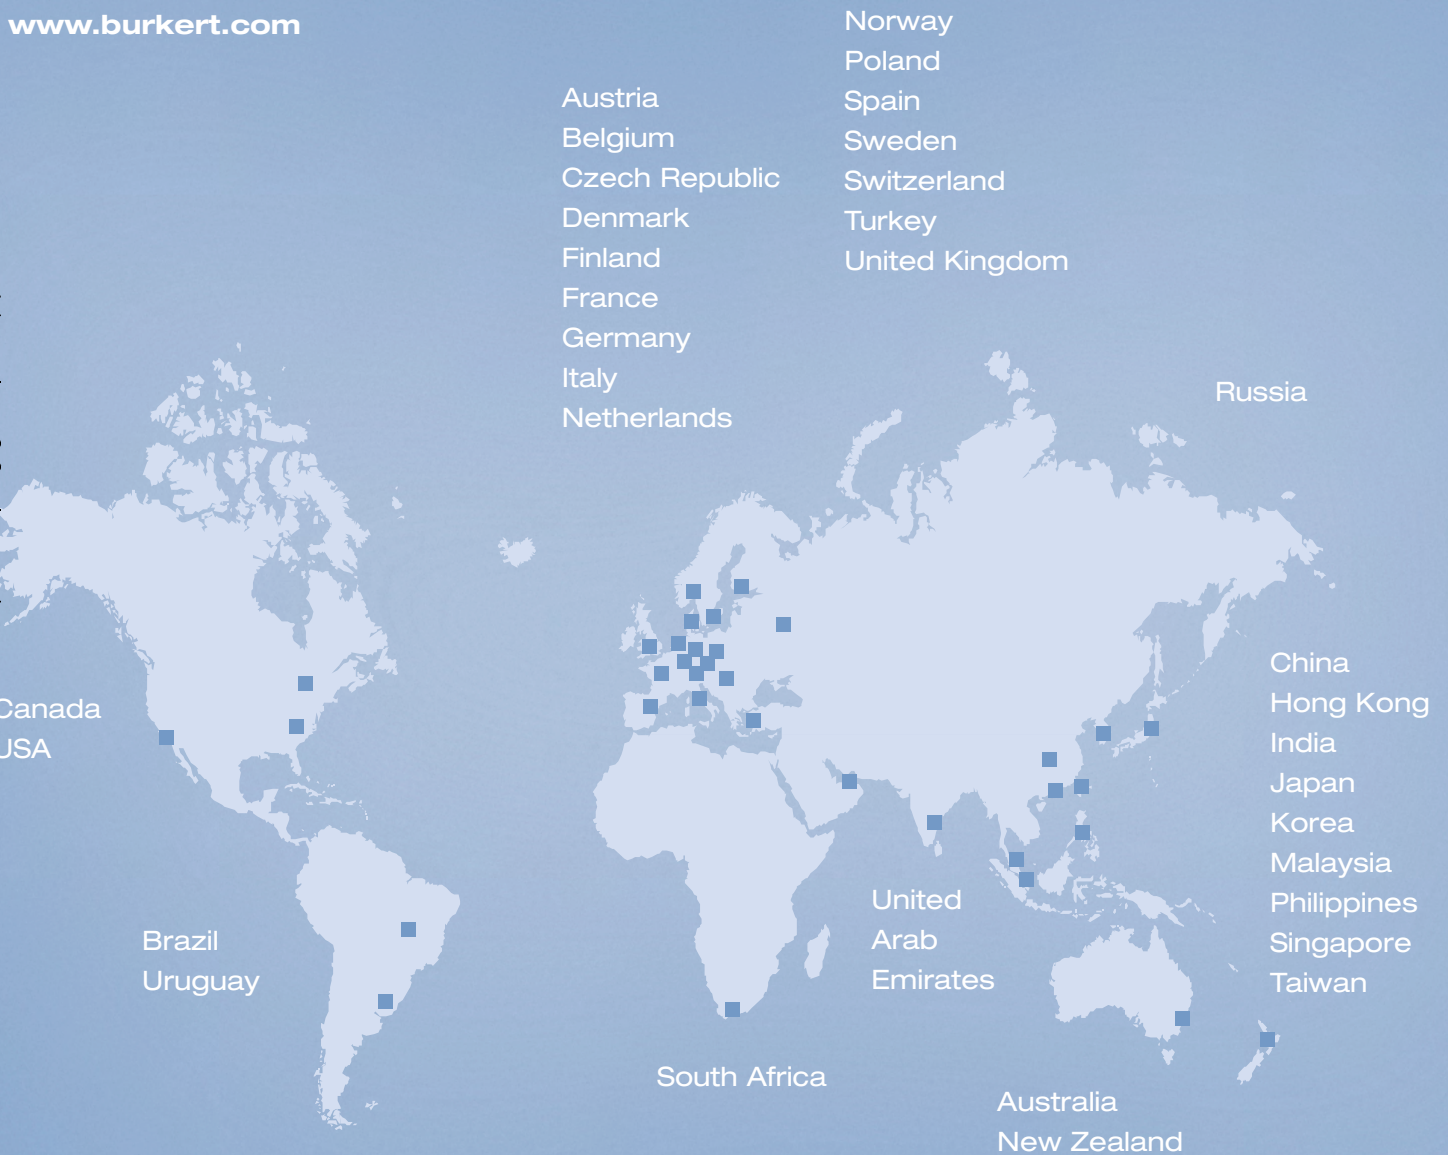 www.burkert.com
Austria
Belgium
Czech Republic
Denmark
Finland
France
Germany
Italy
Netherlands
Norway
Poland
Spain
Sweden
Switzerland
Turkey
United Kingdom
Russia
Canada
USA
China
Hong Kong
India
Japan
Korea
Malaysia
Philippines
Singapore
Taiwan
Brazil
Uruguay
United
Arab
Emirates
South Africa
Australia
New Zealand